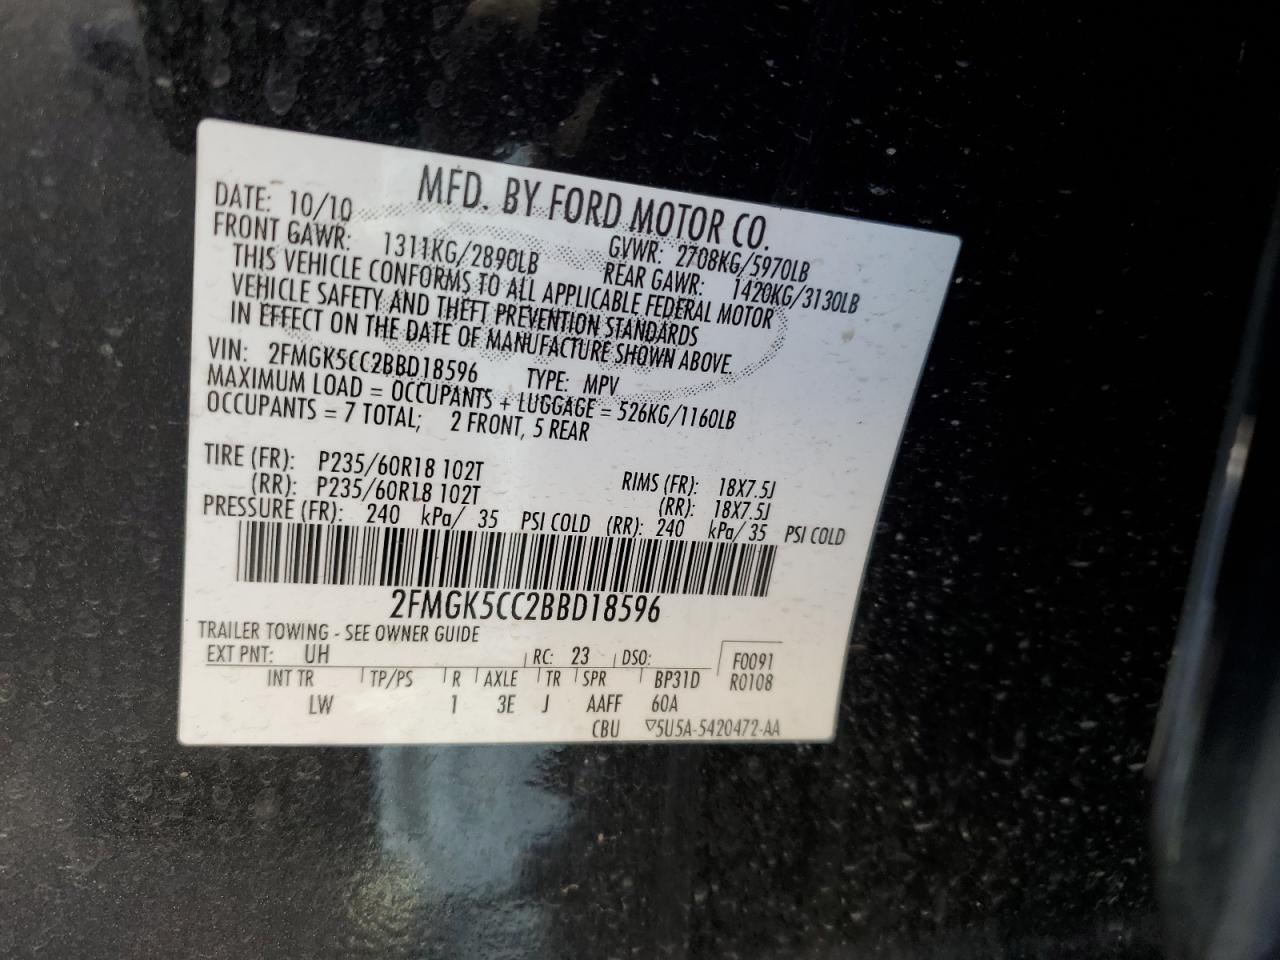 MFD. BY FORD MOTOR CO.
DATE: 10/10 GVWR: 2708KG/5970LB
FRONT GAWR: 1311KG/2890LB REAR GAWR: 1420KG/3130LB
THIS VEHICLE CONFORMS TO ALL APPLICABLE FEDERAL MOTOR
VEHICLE SAFETY AND THEFT PREVENTION STANDARDS
IN EFFECT ON THE DATE OF MANUFACTURE SHOWN ABOVE.
VIN: 2FMGK5CC2BBD18596 TYPE: MPV
MAXIMUM LOAD = OCCUPANTS + LUGGAGE = 526KG/1160LB
OCCUPANTS = 7 TOTAL; 2 FRONT, 5 REAR
TIRE (FR): P235/60R18 102T RIMS (FR): 18X7.5J
(RR): P235/60R18 102T (RR): 18X7.5J
PRESSURE (FR): 240 kPa/ 35 PSI COLD (RR): 240 kPa/ 35 PSI COLD
2FMGK5CC2BBD18596
TRAILER TOWING - SEE OWNER GUIDE
EXT PNT: UH RC: 23 DSO: F0091
INT TR TP/PS R AXLE TR SPR BP31D R0108
LW 1 3E J AAFF 60A
CBU ▽5U5A-5420472-AA